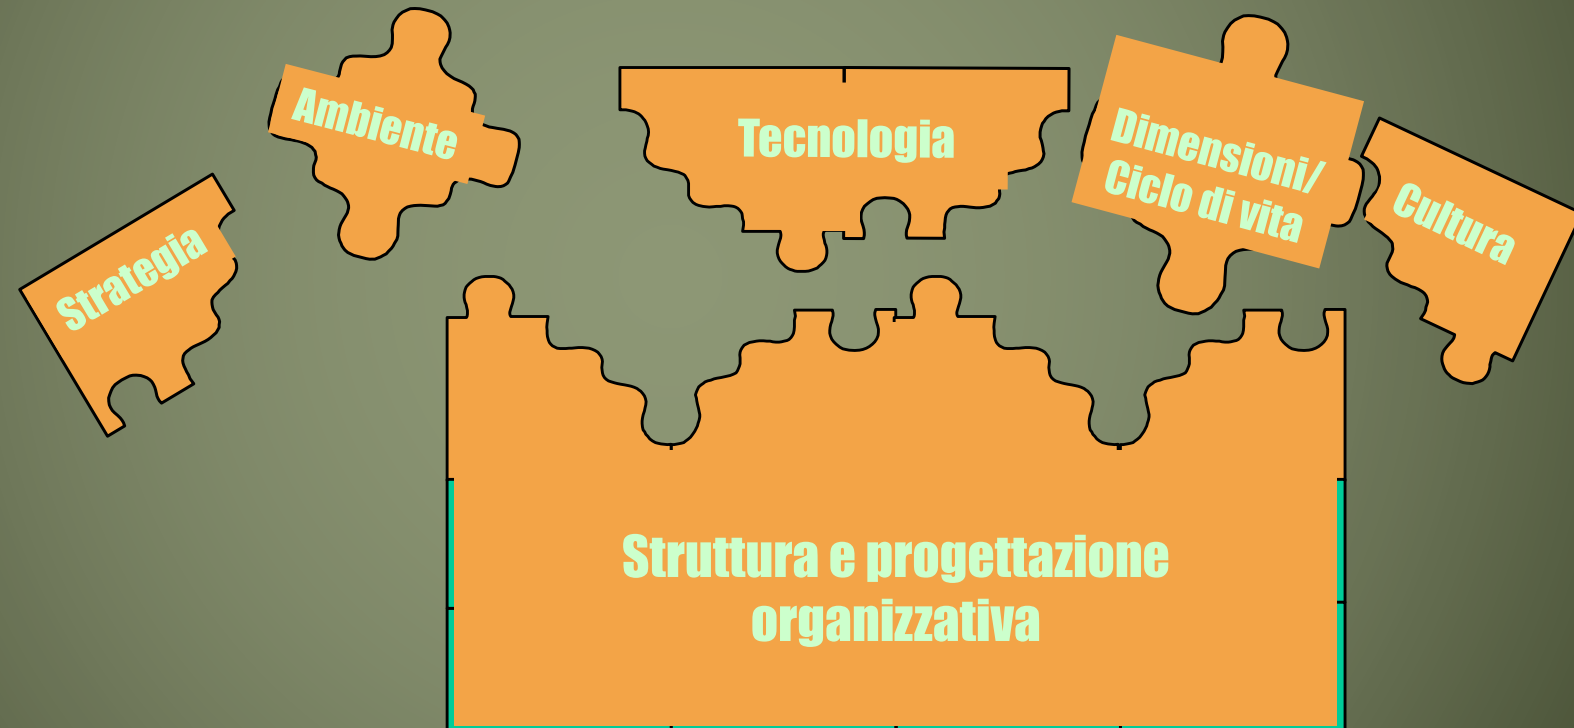 Strategia
Ambiente
Tecnologia
Dimensioni/
Ciclo di vita
Cultura
Struttura e progettazione
organizzativa